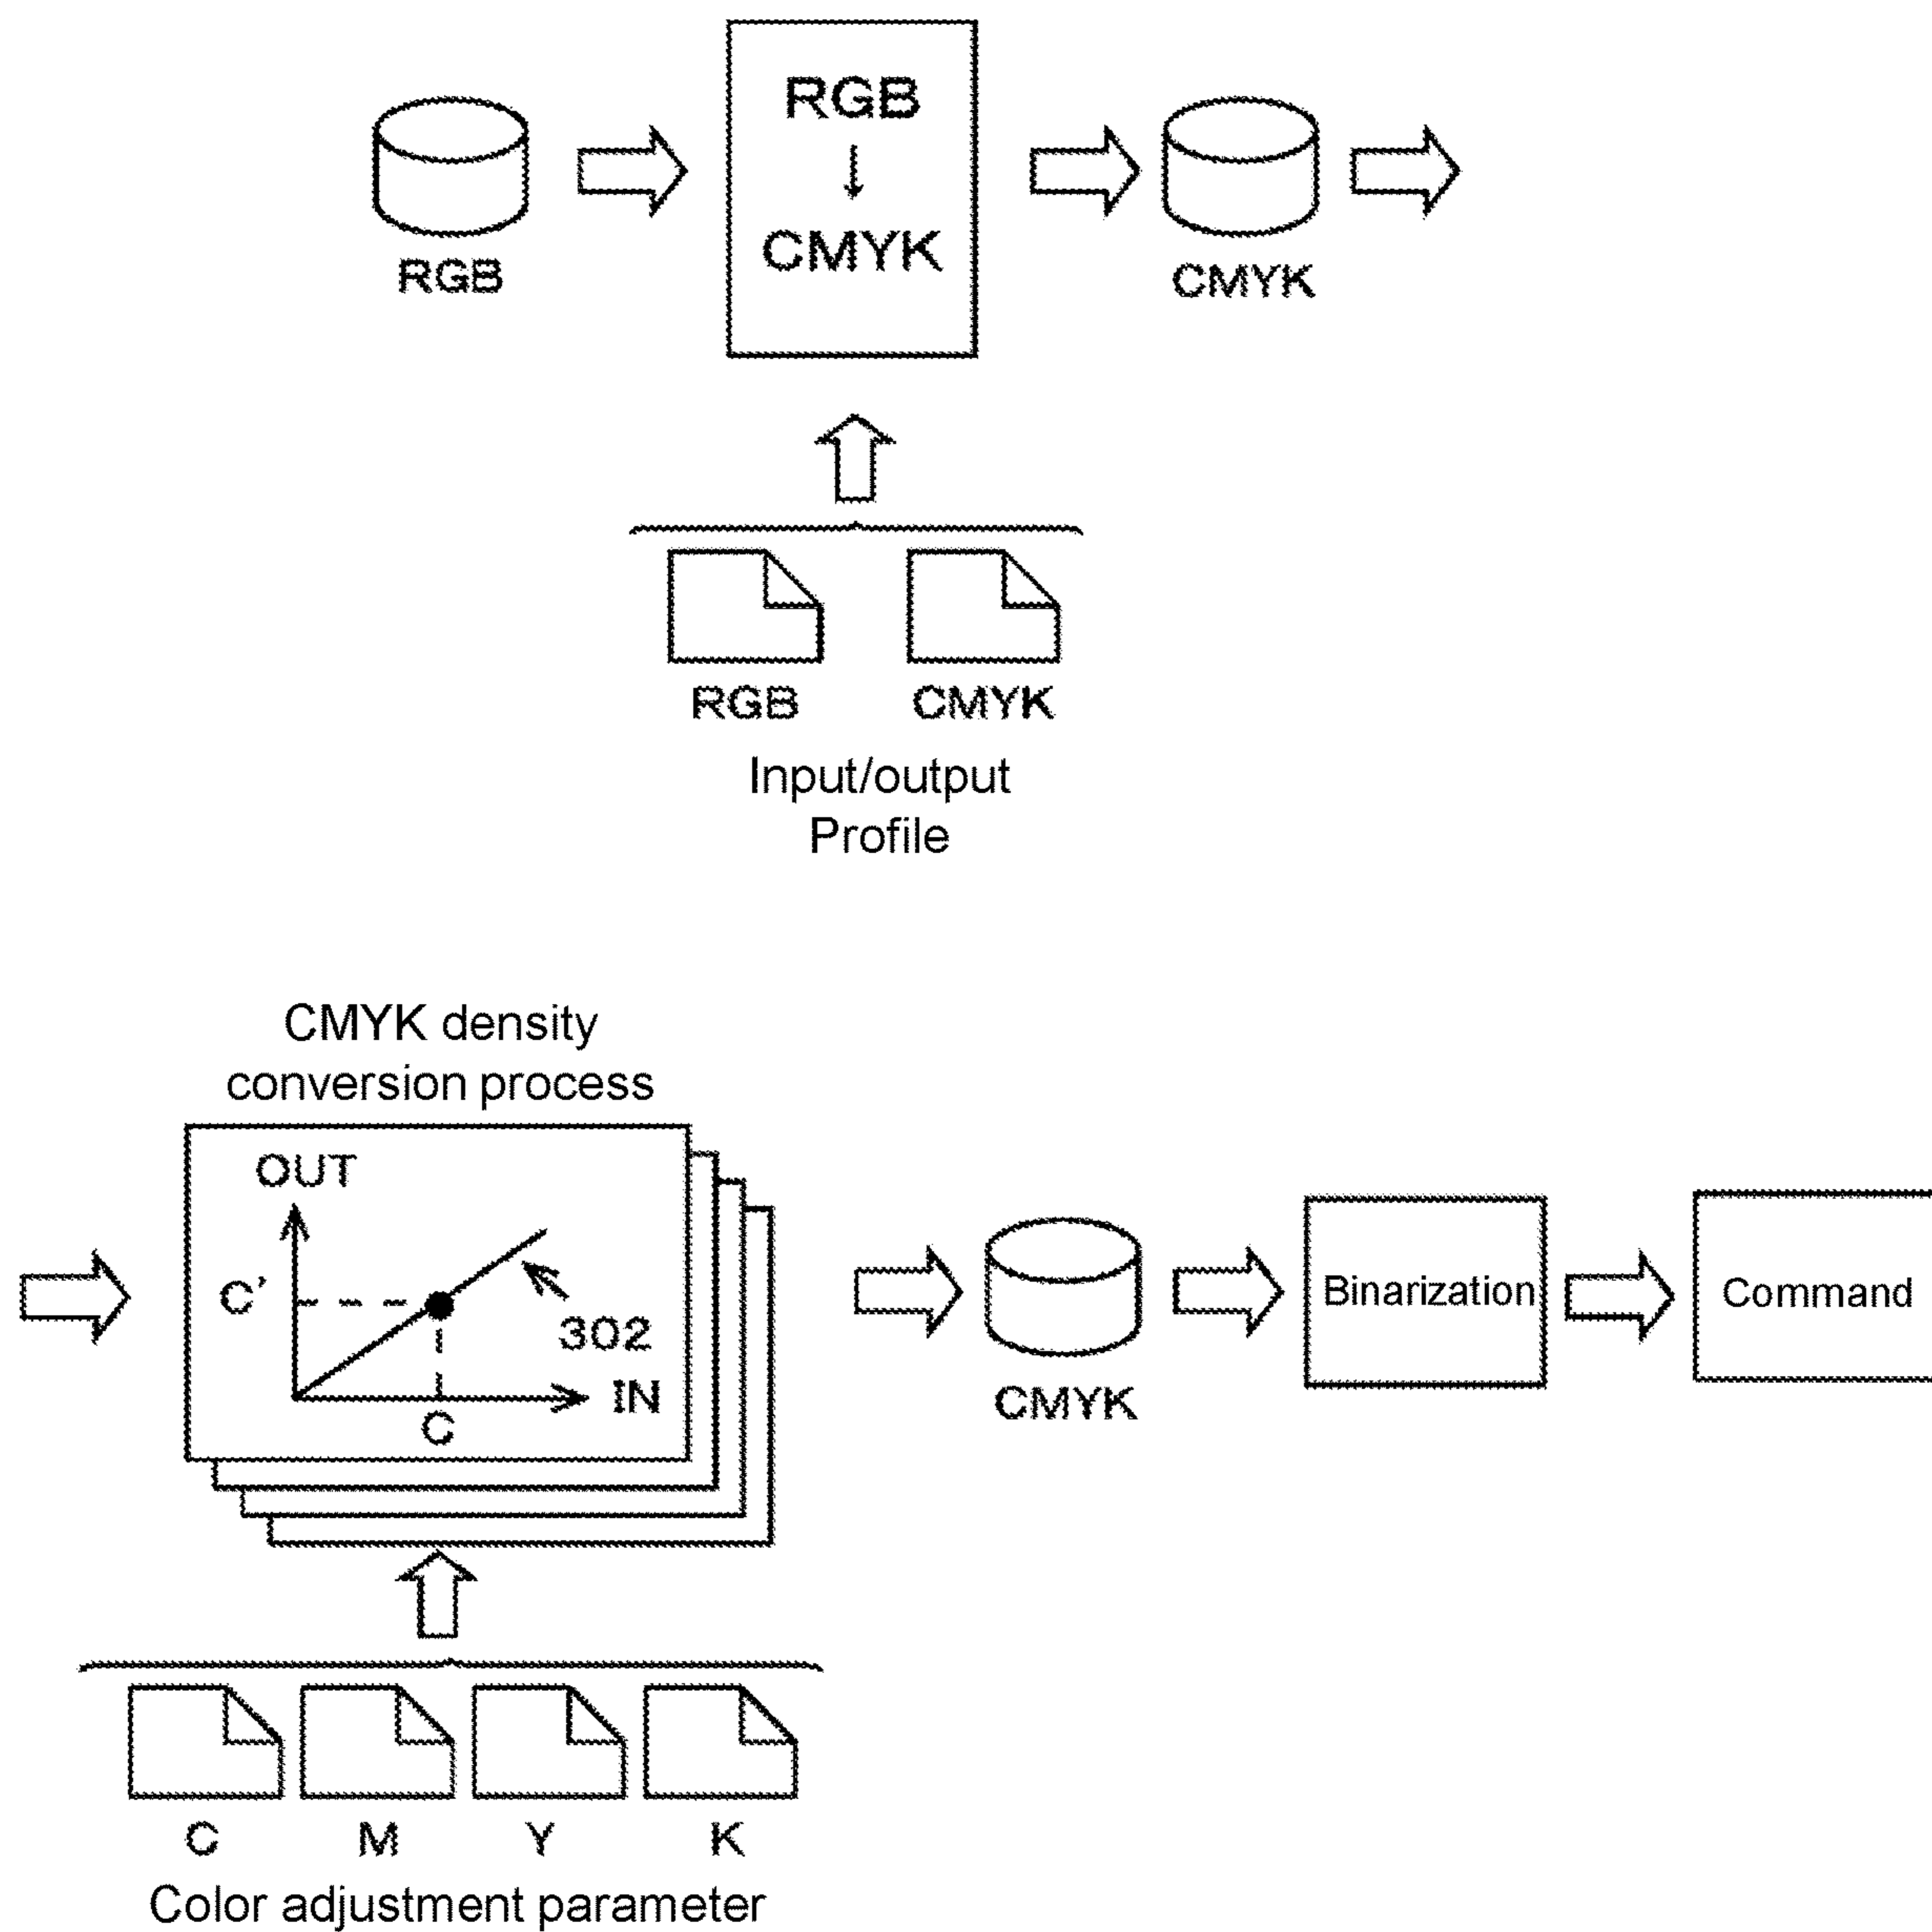 RGB
↓
CMYK
RGB
CMYK
RGB CMYK
Input/output
Profile
CMYK density
conversion process
OUT
C'
302
IN
C
CMYK
Binarization
Command
C M Y K
Color adjustment parameter